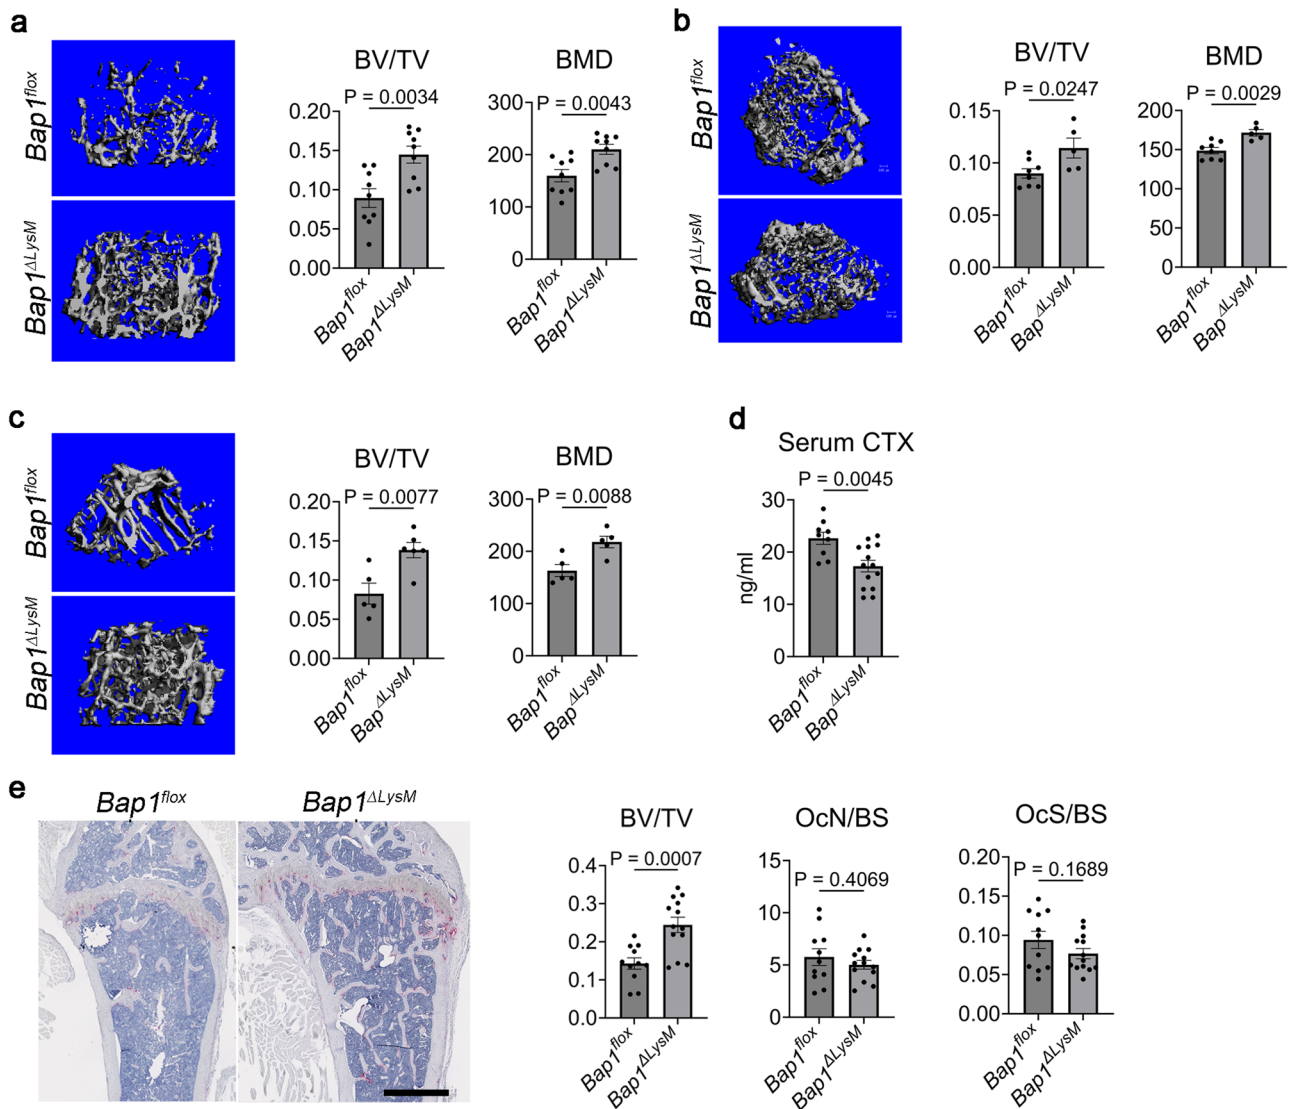 a
Bap1flox
Bap1ΔLysM
BV/TV
P = 0.0034
0.20
0.15
0.10
0.05
0.00
Bap1flox
Bap1ΔLysM
BMD
P = 0.0043
300
200
100
0
Bap1flox
Bap1ΔLysM
b
Bap1flox
Bap1ΔLysM
BV/TV
P = 0.0247
0.15
0.10
0.05
0.00
Bap1flox
BapΔLysM
BMD
P = 0.0029
200
150
100
50
0
Bap1flox
BapΔLysM
c
Bap1flox
Bap1ΔLysM
BV/TV
P = 0.0077
0.20
0.15
0.10
0.05
0.00
Bap1flox
BapΔLysM
BMD
P = 0.0088
300
200
100
0
Bap1flox
BapΔLysM
d
Serum CTX
P = 0.0045
ng/ml
30
20
10
0
Bap1flox
BapΔLysM
e
Bap1flox
Bap1ΔLysM
BV/TV
P = 0.0007
0.4
0.3
0.2
0.1
0.0
Bap1flox
Bap1ΔLysM
OcN/BS
P = 0.4069
15
10
5
0
Bap1flox
Bap1ΔLysM
OcS/BS
P = 0.1689
0.20
0.15
0.10
0.05
0.00
Bap1flox
Bap1ΔLysM